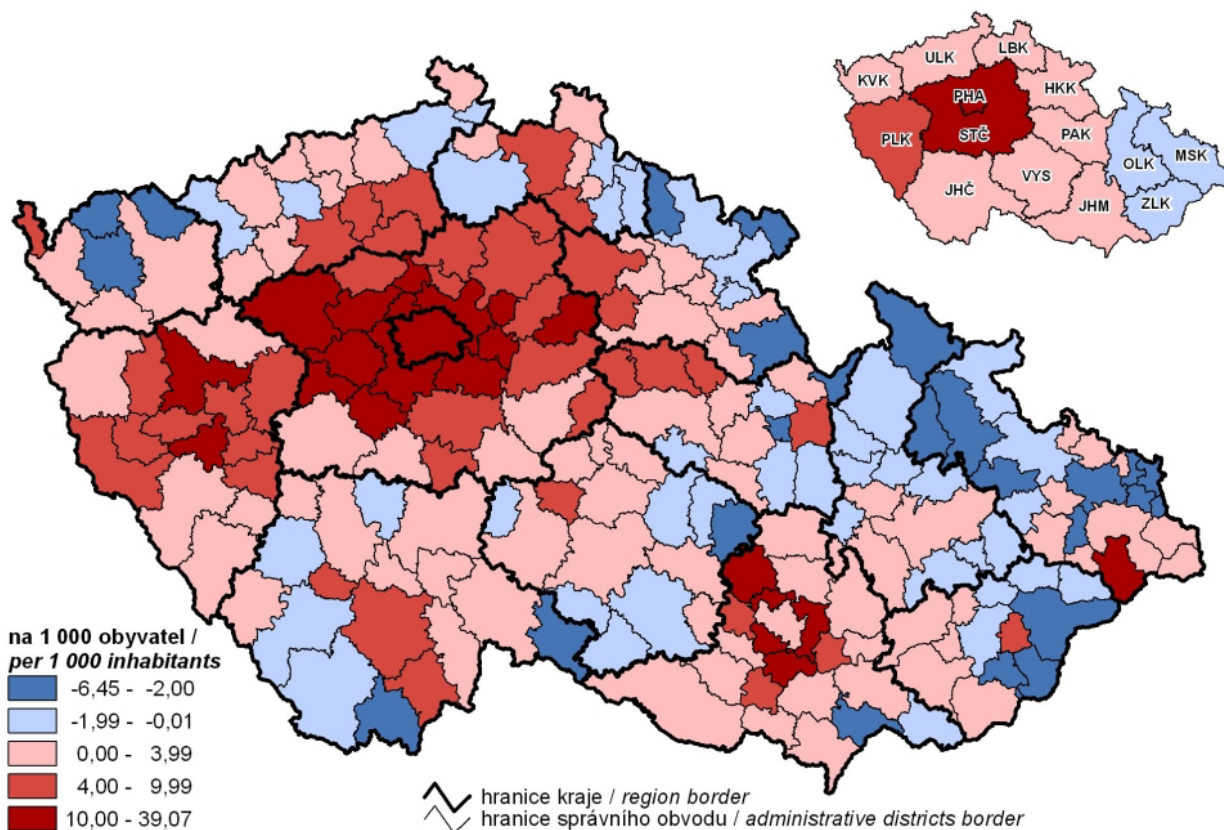 LBK
ULK
KVK
HKK
PHA
PLK
STČ
PAK
OLK
MSK
VYS
JHČ
JHM
ZLK
na 1 000 obyvatel /
per 1 000 inhabitants
-6,45 - -2,00
-1,99 - -0,01
0,00 - 3,99
4,00 - 9,99
10,00 - 39,07
hranice kraje / region border
hranice správního obvodu / administrative districts border